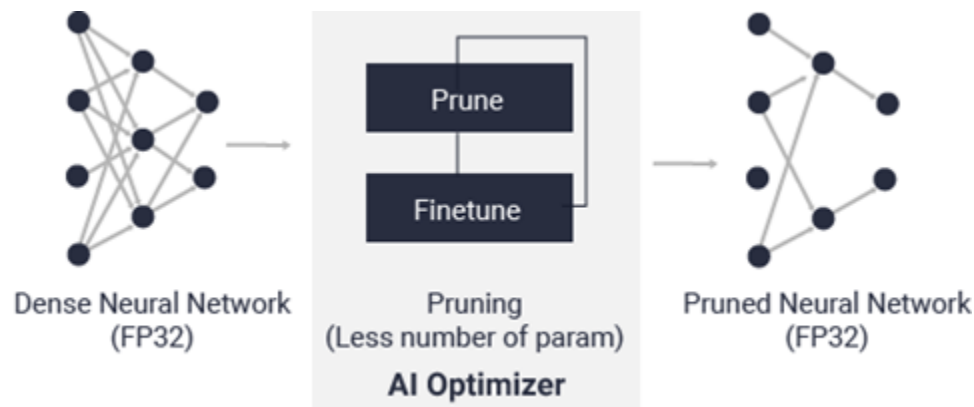 Prune
Finetune
Dense Neural Network
(FP32)
Pruning
(Less number of param)
AI Optimizer
Pruned Neural Network
(FP32)